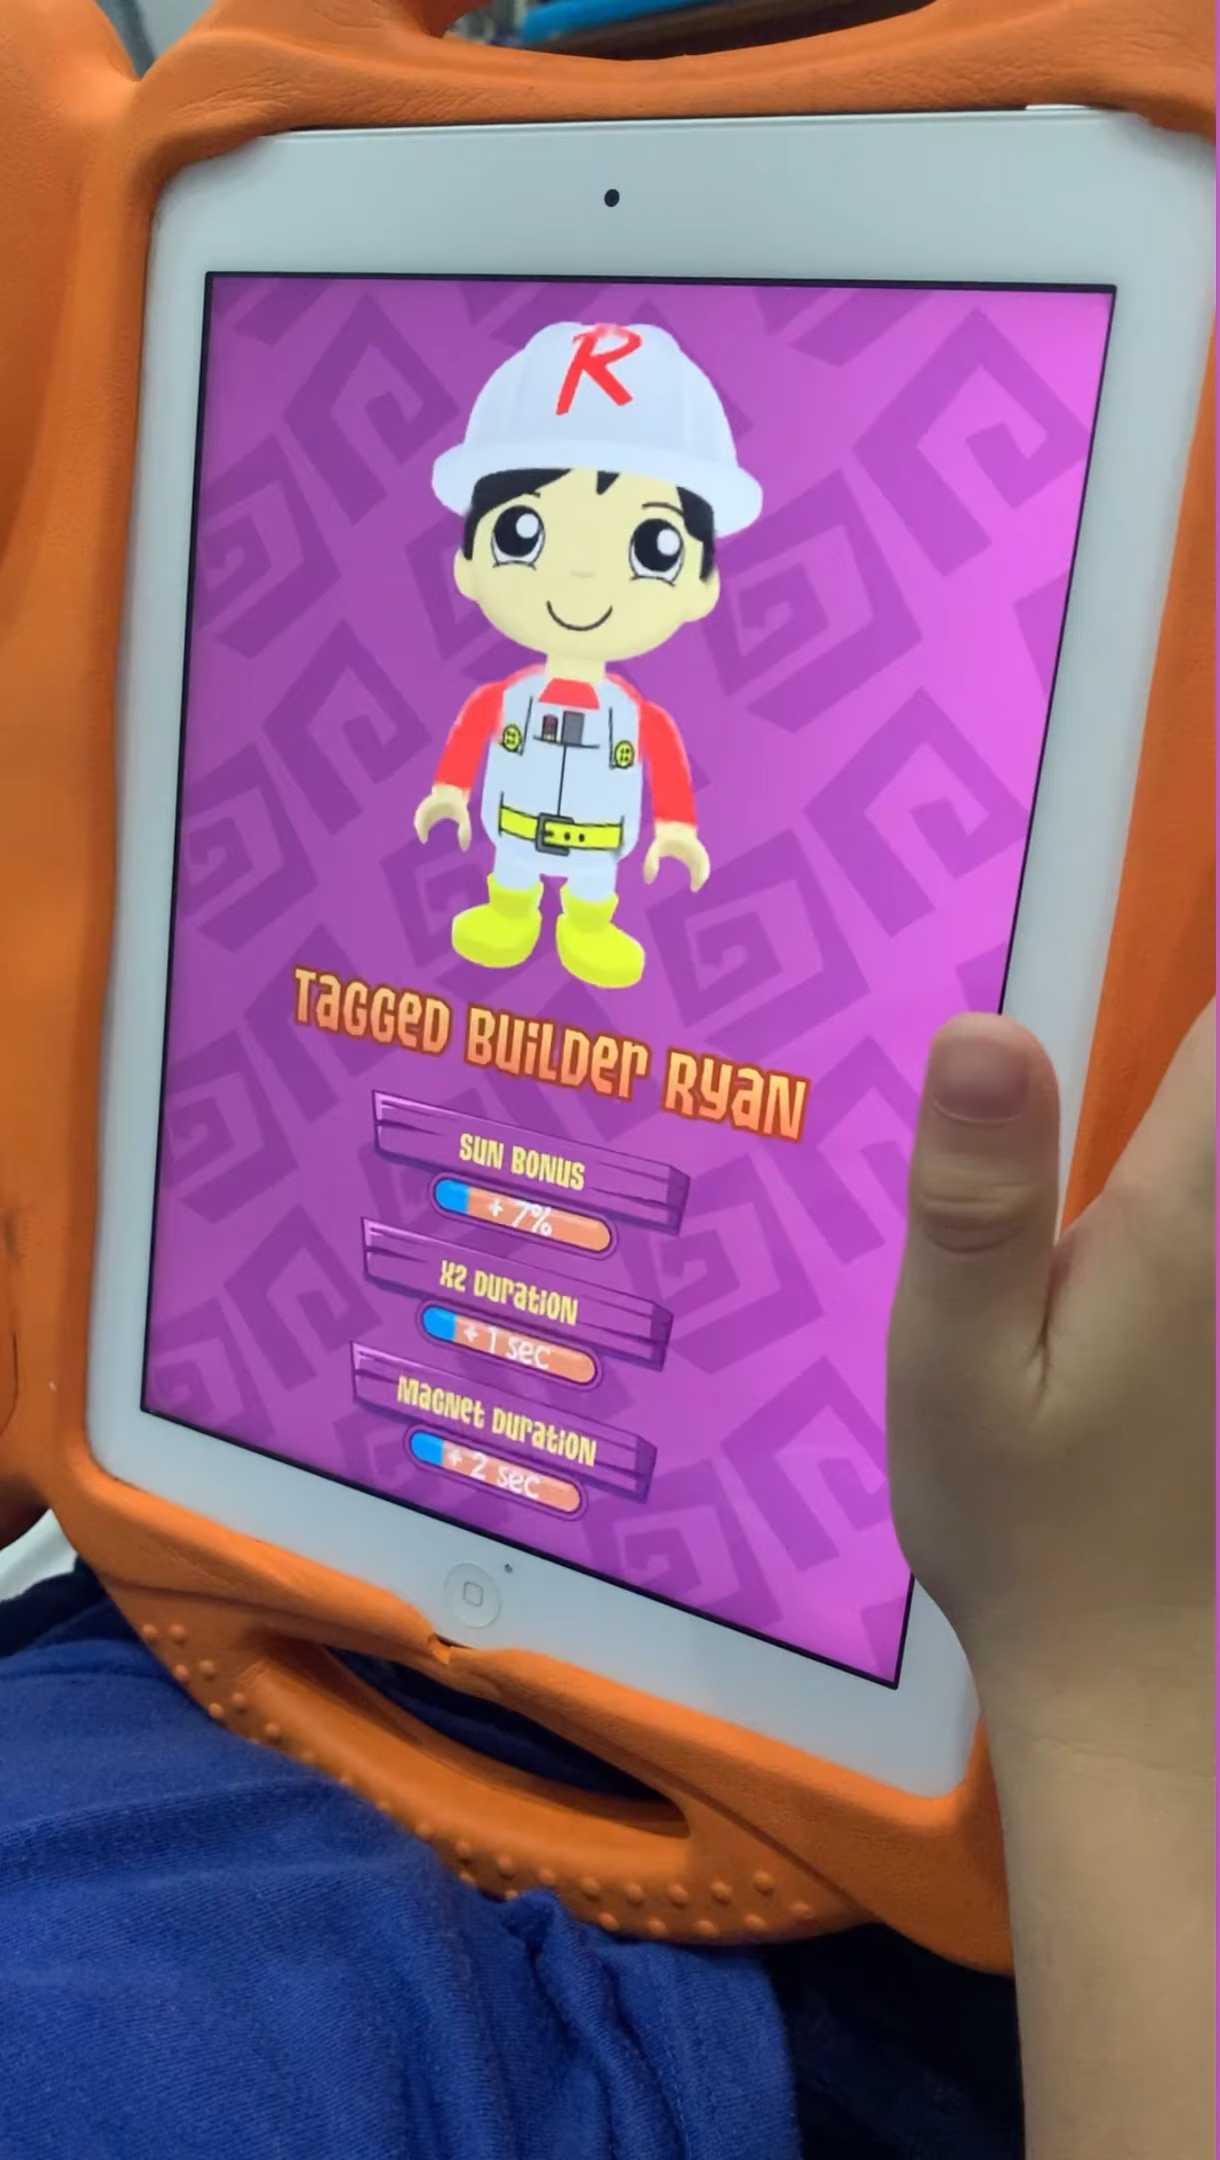 R
Tagged Builder Ryan
SUN BONUS
+ 7%
X2 Duration
+ 1 sec
Magnet Duration
+ 2 sec